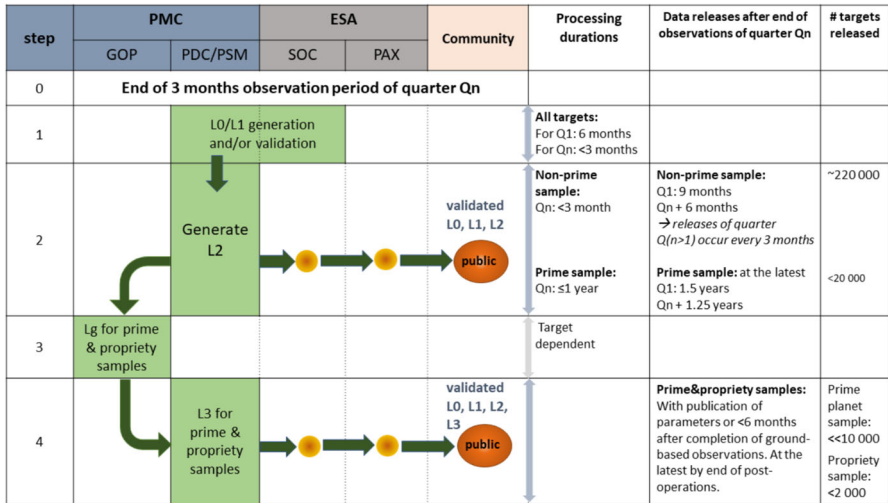 step
PMC
ESA
Community
Processing
durations
Data releases after end of
observations of quarter Qn
# targets
released
GOP
PDC/PSM
SOC
PAX
0
End of 3 months observation period of quarter Qn
1
L0/L1 generation
and/or validation
All targets:
For Q1: 6 months
For Qn: <3 months
2
Generate
L2
validated
L0, L1, L2
public
Non-prime
sample:
Qn: <3 month
Prime sample:
Qn: ≤1 year
Non-prime sample:
Q1: 9 months
Qn + 6 months
→ releases of quarter
Q(n>1) occur every 3 months
Prime sample: at the latest
Q1: 1.5 years
Qn + 1.25 years
~220 000
<20 000
3
Lg for prime
& propriety
samples
Target
dependent
4
L3 for
prime &
propriety
samples
validated
L0, L1, L2,
L3
public
Prime&propriety samples:
With publication of
parameters or <6 months
after completion of ground-
based observations. At the
latest by end of post-
operations.
Prime
planet
sample:
<<10 000
Propriety
sample:
<2 000